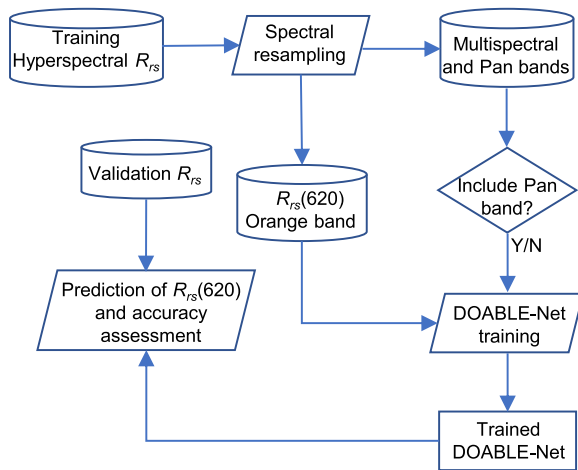 Training
Hyperspectral Rrs
Spectral
resampling
Multispectral
and Pan bands
Validation Rrs
Rrs(620)
Orange band
Include Pan
band?
Y/N
Prediction of Rrs(620)
and accuracy
assessment
DOABLE-Net
training
Trained
DOABLE-Net